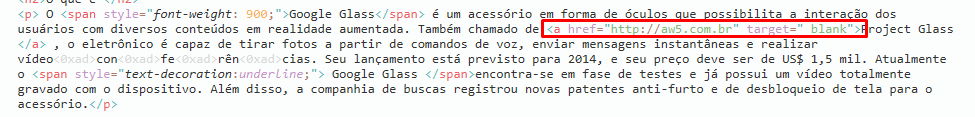 <h2>O que é </h2>
<p> O <span style="font-weight: 900;">Google Glass</span> é um acessório em forma de óculos que possibilita a interação dos
usuários com diversos conteúdos em realidade aumentada. Também chamado de <a href="http://aw5.com.br" target="_blank">Project Glass
</a> , o eletrônico é capaz de tirar fotos a partir de comandos de voz, enviar mensagens instantâneas e realizar
vídeo<0xad>con<0xad>fe<0xad>rên<0xad>cias. Seu lançamento está previsto para 2014, e seu preço deve ser de US$ 1,5 mil. Atualmente
o <span style="text-decoration:underline;"> Google Glass </span>encontra-se em fase de testes e já possui um vídeo totalmente
gravado com o dispositivo. Além disso, a companhia de buscas registrou novas patentes anti-furto e de desbloqueio de tela para o
acessório.</p>